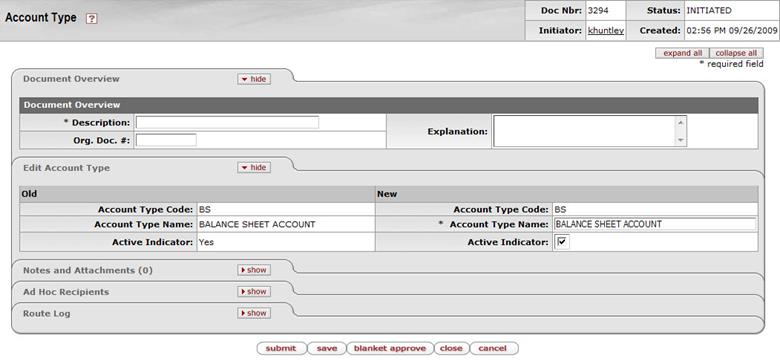 Account Type ? Doc Nbr: 3294 Status: INITIATED
Initiator: khuntley Created: 02:56 PM 09/26/2009
expand all collapse all
* required field
Document Overview hide
Document Overview
* Description: Explanation:
Org. Doc. #:
Edit Account Type hide
Old New
Account Type Code: BS Account Type Code: BS
Account Type Name: BALANCE SHEET ACCOUNT * Account Type Name: BALANCE SHEET ACCOUNT
Active Indicator: Yes Active Indicator:
Notes and Attachments (0) show
Ad Hoc Recipients show
Route Log show
submit save blanket approve close cancel